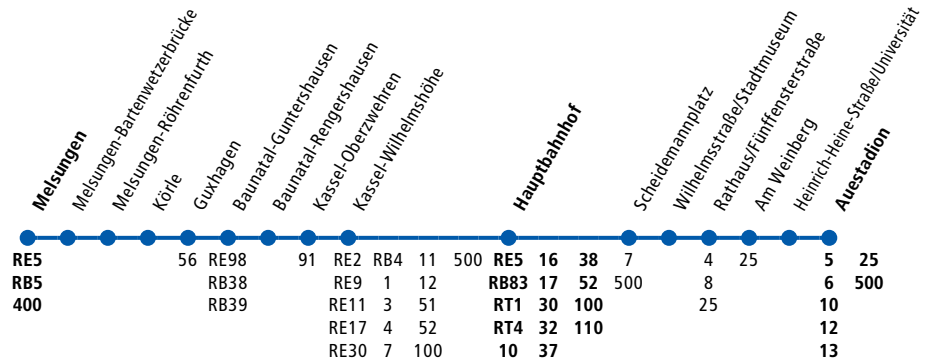 Melsungen
Melsungen-Bartenwetzerbrücke
Melsungen-Röhrenfurth
Körle
Guxhagen
Baunatal-Guntershausen
Baunatal-Rengershausen
Kassel-Oberzwehren
Kassel-Wilhelmshöhe
Hauptbahnhof
Scheidemannplatz
Wilhelmsstraße/Stadtmuseum
Rathaus/Fünffensterstraße
Am Weinberg
Heinrich-Heine-Straße/Universität
Auestadion
RE5 56 RE98 91 RE2 RB4 11 500 RE5 16 38 7 4 25 5 25
RB5 RB38 RE9 1 12 RB83 17 52 500 8 6 500
400 RB39 RE11 3 51 RT1 30 100 25 10
RE17 4 52 RT4 32 110 12
RE30 7 100 10 37 13